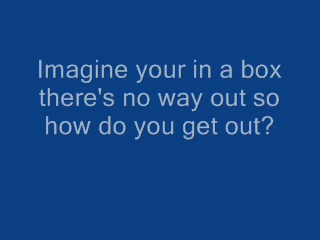 Imagine your in a box
there's no way out so
how do you get out?